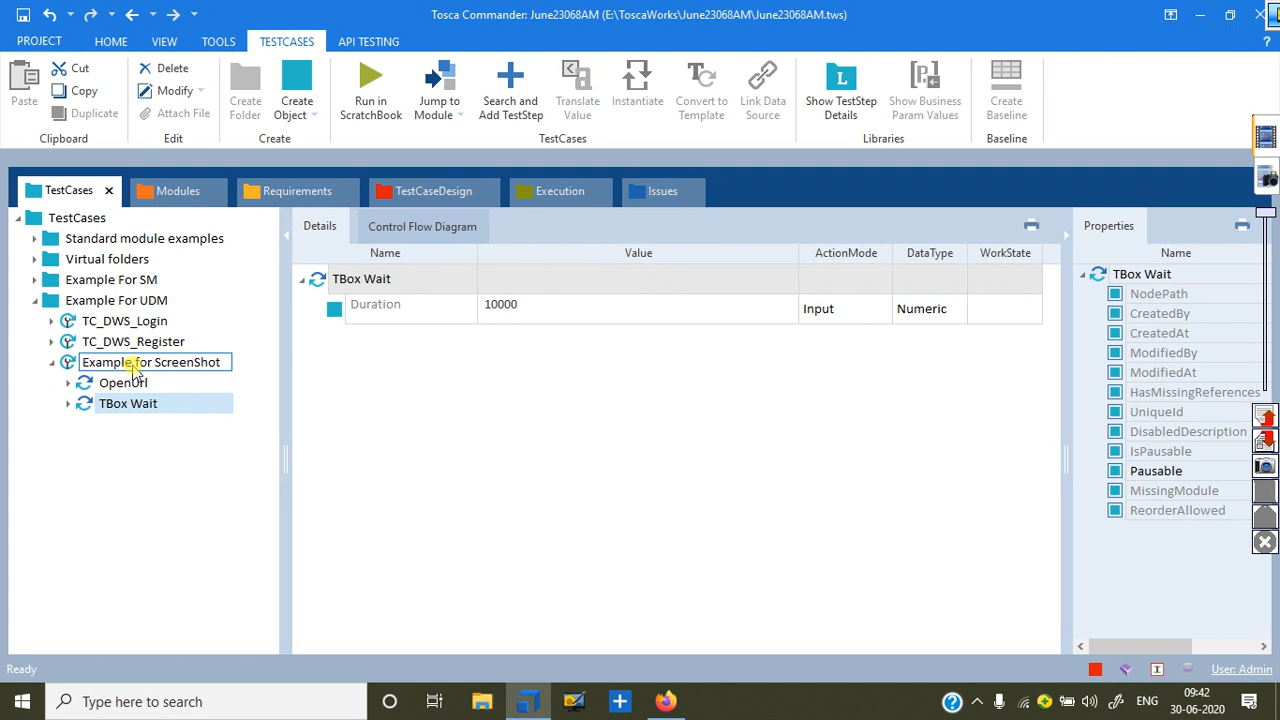 Tosca Commander: June23068AM (E:\ToscaWorks\June23068AM\June23068AM.tws)
PROJECT HOME VIEW TOOLS TESTCASES API TESTING ?
Paste
Cut
Copy
Duplicate
Clipboard
Delete
Modify
Attach File
Edit
Create Folder
Create Object
Create
Run in ScratchBook
Jump to Module
Search and Add TestStep
Translate Value
Instantiate
Convert to Template
Link Data Source
TestCases
Show TestStep Details
Show Business Param Values
Libraries
Create Baseline
Baseline
TestCases Modules Requirements TestCaseDesign Execution Issues
TestCases
Standard module examples
Virtual folders
Example For SM
Example For UDM
TC_DWS_Login
TC_DWS_Register
Example for ScreenShot
OpenUrl
TBox Wait
Details Control Flow Diagram
Name Value ActionMode DataType WorkState
TBox Wait
Duration 10000 Input Numeric
Properties
Name
TBox Wait
NodePath
CreatedBy
CreatedAt
ModifiedBy
ModifiedAt
HasMissingReferences
UniqueId
DisabledDescription
IsPausable
Pausable
MissingModule
ReorderAllowed
Ready User: Admin
Type here to search ENG 09:42
30-06-2020